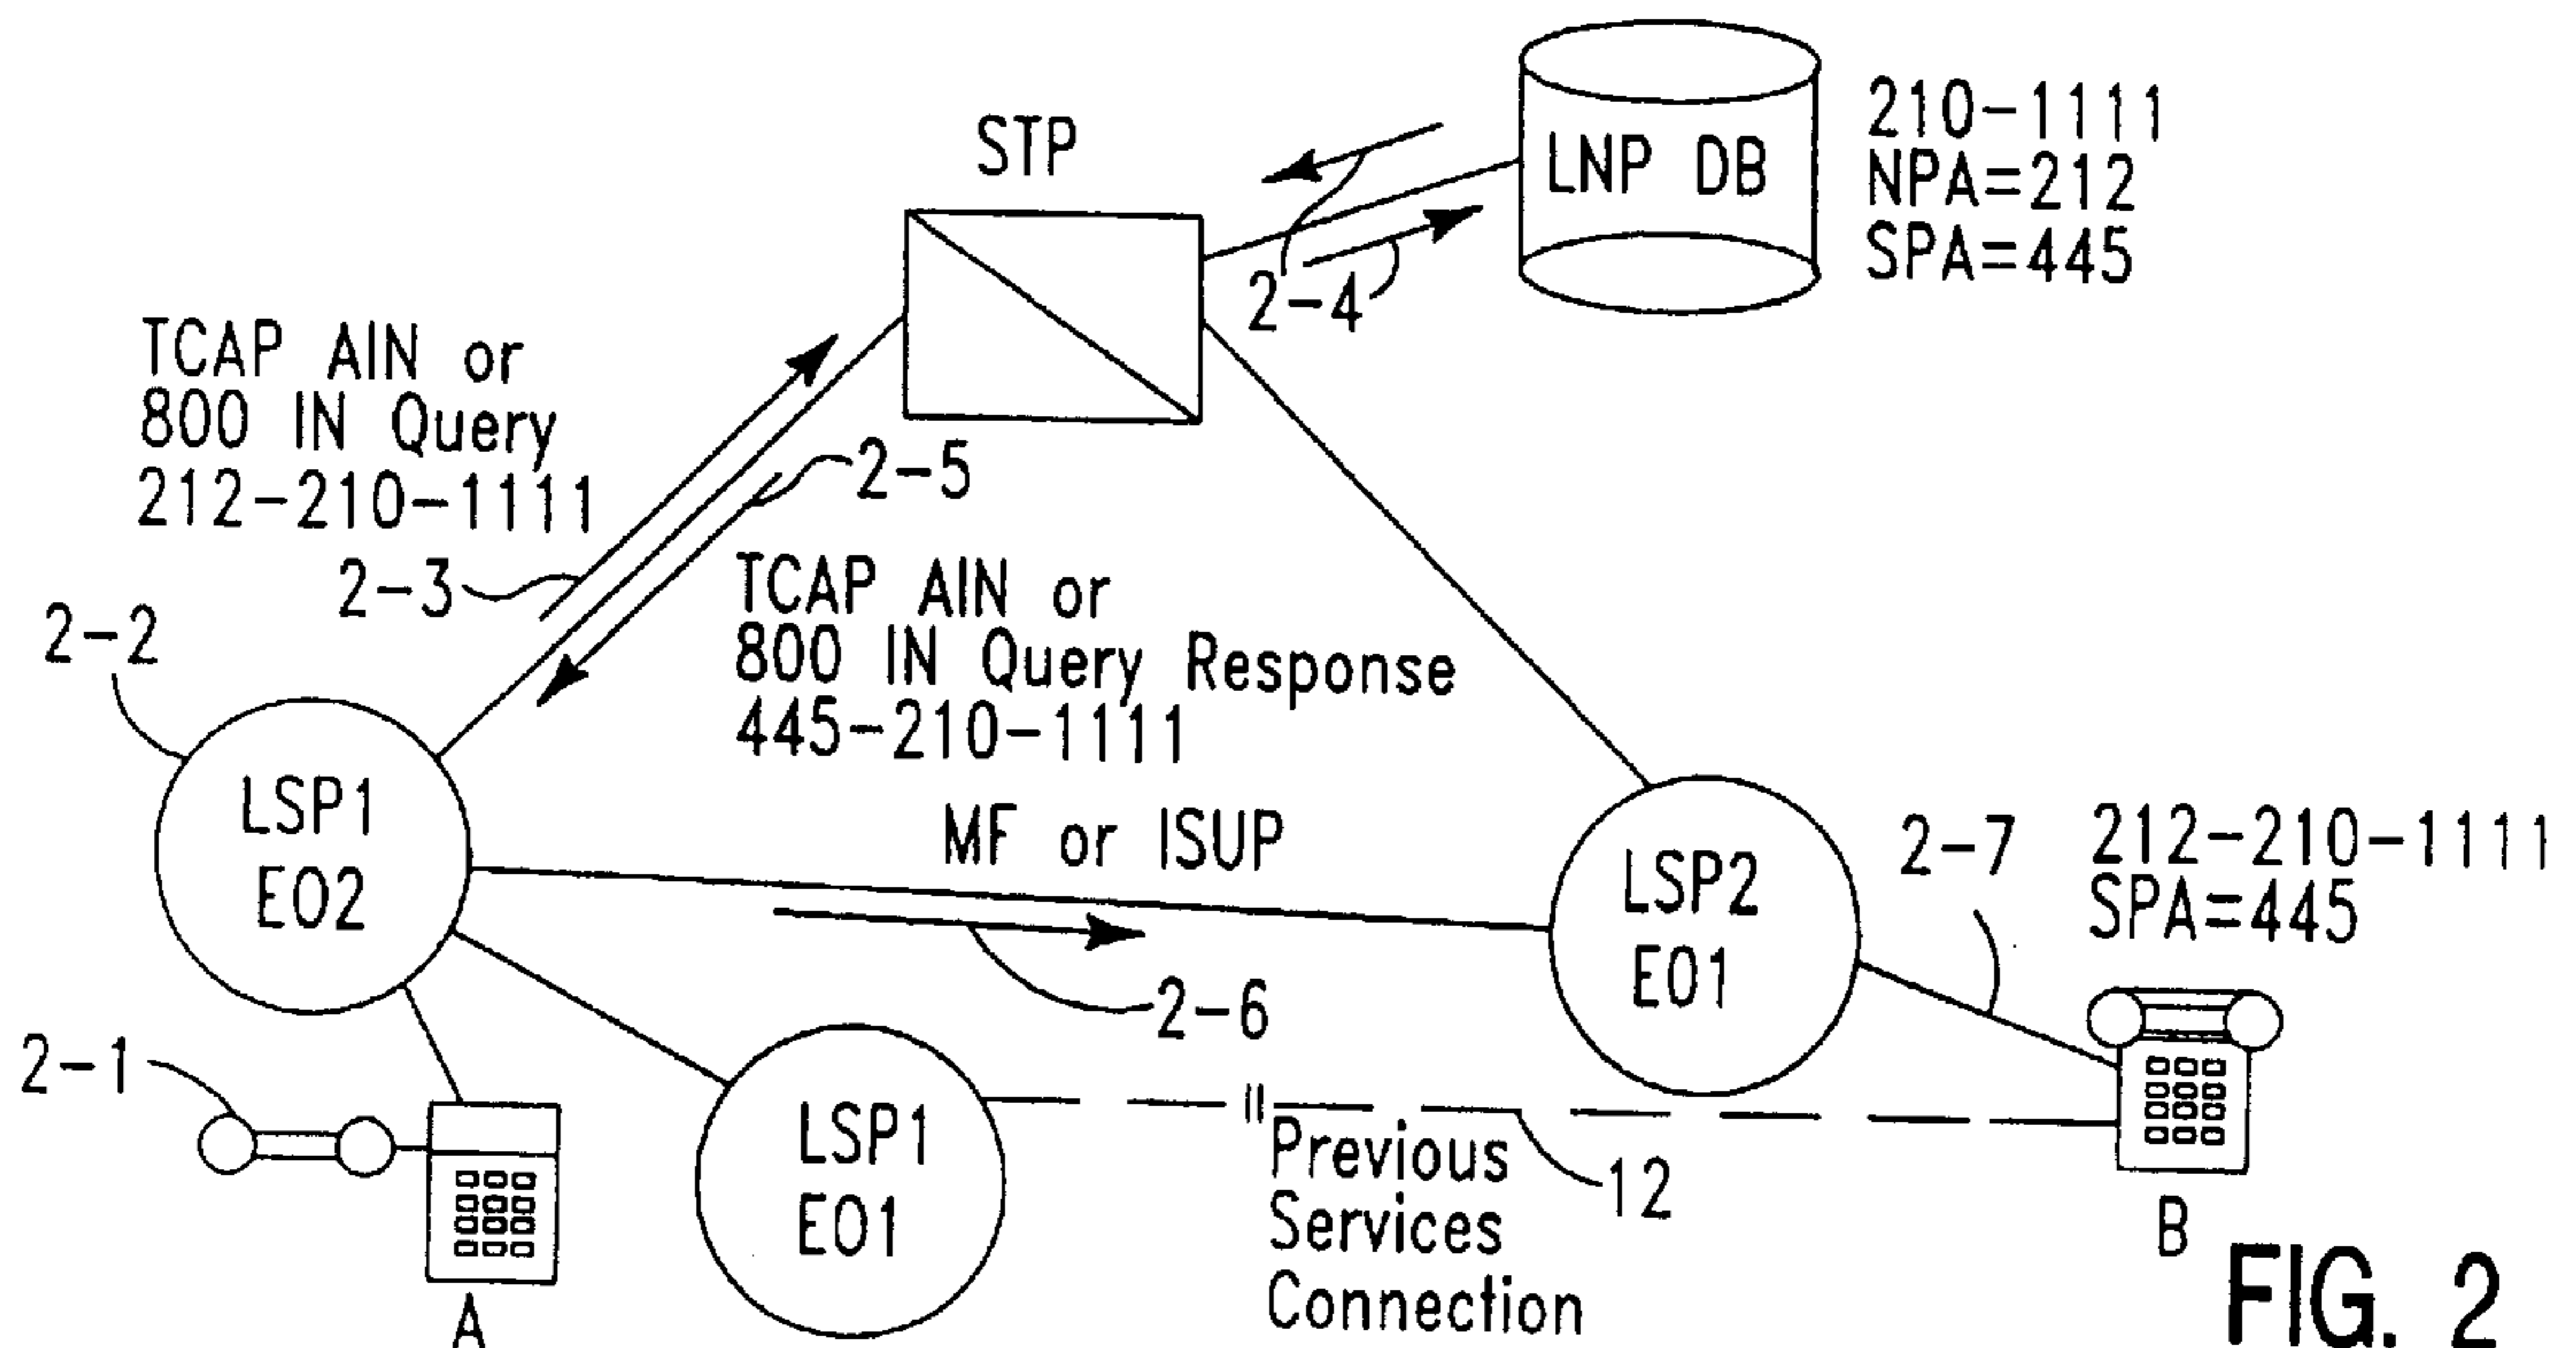 STP
LNP DB
210-1111
NPA=212
SPA=445
2-4
TCAP AIN or
800 IN Query
212-210-1111
2-5
2-3
TCAP AIN or
800 IN Query Response
445-210-1111
2-2
LSP1
EO2
MF or ISUP
2-6
LSP2
EO1
2-7
212-210-1111
SPA=445
2-1
A
LSP1
EO1
"Previous
Services
Connection
12
B
FIG. 2